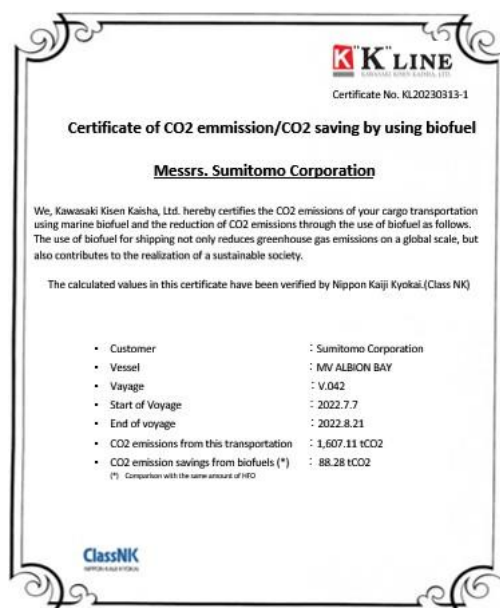 "K" LINE
KAWASAKI KISEN KAISHA, LTD.
Certificate No. KL20230313-1
Certificate of CO2 emmission/CO2 saving by using biofuel
Messrs. Sumitomo Corporation
We, Kawasaki Kisen Kaisha, Ltd. hereby certifies the CO2 emissions of your cargo transportation
using marine biofuel and the reduction of CO2 emissions through the use of biofuel as follows.
The use of biofuel for shipping not only reduces greenhouse gas emissions on a global scale, but
also contributes to the realization of a sustainable society.
The calculated values in this certificate have been verified by Nippon Kaiji Kyokai.(Class NK)
• Customer : Sumitomo Corporation
• Vessel : MV ALBION BAY
• Vayage : V.042
• Start of Voyage : 2022.7.7
• End of voyage : 2022.8.21
• CO2 emissions from this transportation : 1,607.11 tCO2
• CO2 emission savings from biofuels (*) : 88.28 tCO2
(*) Comparison with the same amount of HFO
ClassNK
NIPPON KAIJI KYOKAI